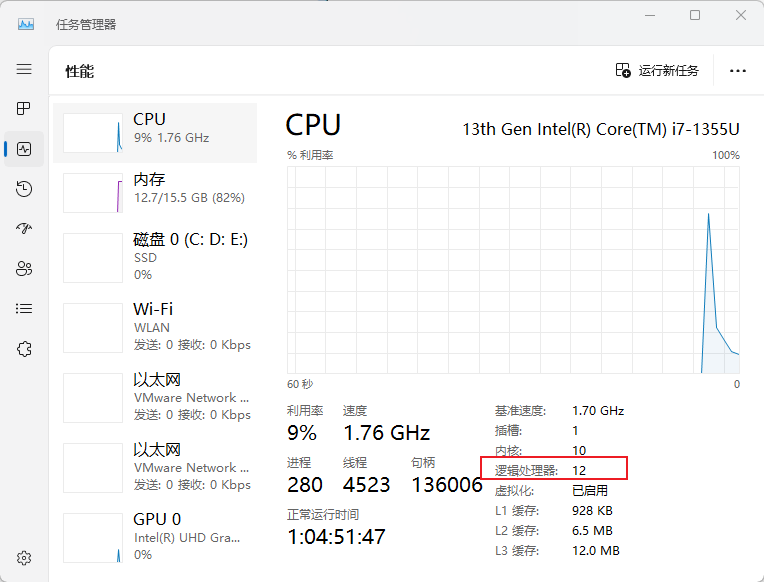 任务管理器
性能
运行新任务
CPU
9% 1.76 GHz
内存
12.7/15.5 GB (82%)
磁盘 0 (C: D: E:)
SSD
0%
Wi-Fi
WLAN
发送: 0 接收: 0 Kbps
以太网
VMware Network ...
发送: 0 接收: 0 Kbps
以太网
VMware Network ...
发送: 0 接收: 0 Kbps
GPU 0
Intel(R) UHD Gra...
0%
CPU
13th Gen Intel(R) Core(TM) i7-1355U
% 利用率
100%
60 秒
0
利用率 速度
9% 1.76 GHz
进程 线程 句柄
280 4523 136006
正常运行时间
1:04:51:47
基准速度: 1.70 GHz
插槽: 1
内核: 10
逻辑处理器: 12
虚拟化: 已启用
L1 缓存: 928 KB
L2 缓存: 6.5 MB
L3 缓存: 12.0 MB